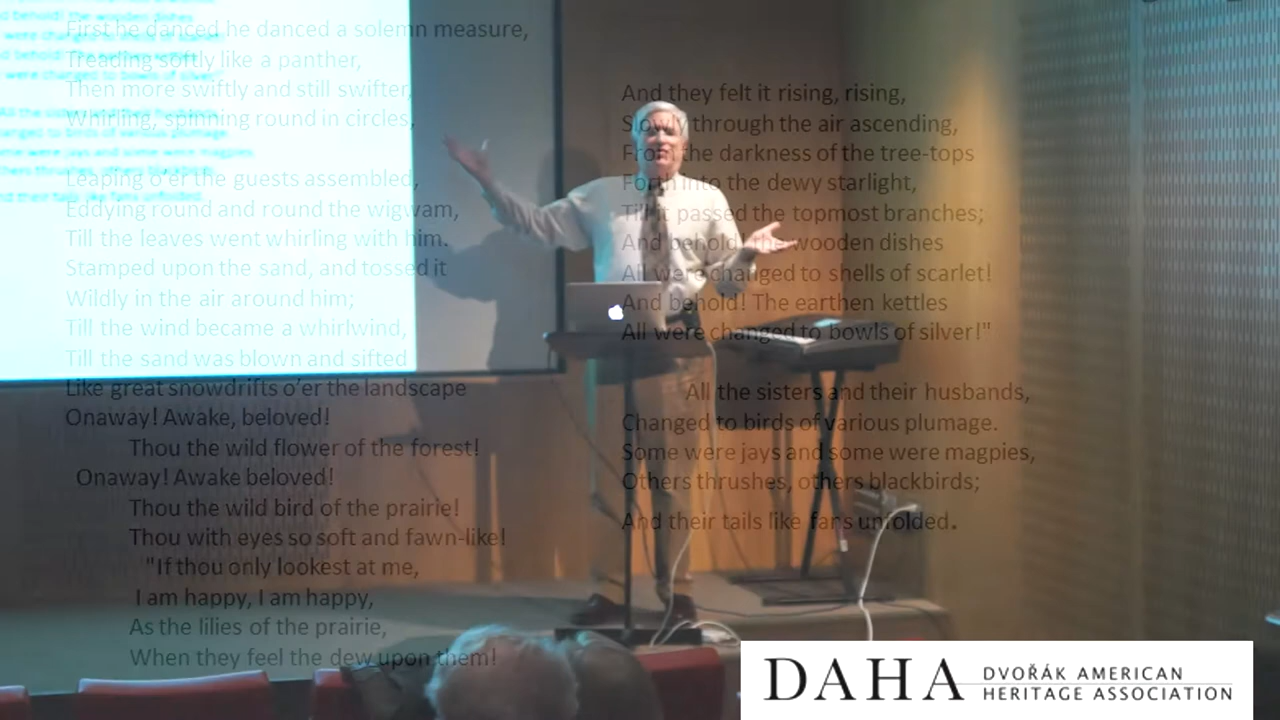 First he danced he danced a solemn measure,
Treading softly like a panther,
Then more swiftly and still swifter,
Whirling, spinning round in circles,
Leaping o'er the guests assembled,
Eddying round and round the wigwam,
Till the leaves went whirling with him.
Stamped upon the sand, and tossed it
Wildly in the air around him;
Till the wind became a whirlwind,
Till the sand was blown and sifted
Like great snowdrifts o'er the landscape
Onaway! Awake, beloved!
Thou the wild flower of the forest!
Onaway! Awake beloved!
Thou the wild bird of the prairie!
Thou with eyes so soft and fawn-like!
"If thou only lookest at me,
I am happy, I am happy,
As the lilies of the prairie,
When they feel the dew upon them!
And they felt it rising, rising,
Slowly through the air ascending,
From the darkness of the tree-tops
Forth into the dewy starlight,
Till it passed the topmost branches;
And behold! the wooden dishes
All were changed to shells of scarlet!
And behold! The earthen kettles
All were changed to bowls of silver!"
All the sisters and their husbands,
Changed to birds of various plumage.
Some were jays and some were magpies,
Others thrushes, others blackbirds;
And their tails like fans unfolded.
DAHA DVOŘÁK AMERICAN
HERITAGE ASSOCIATION